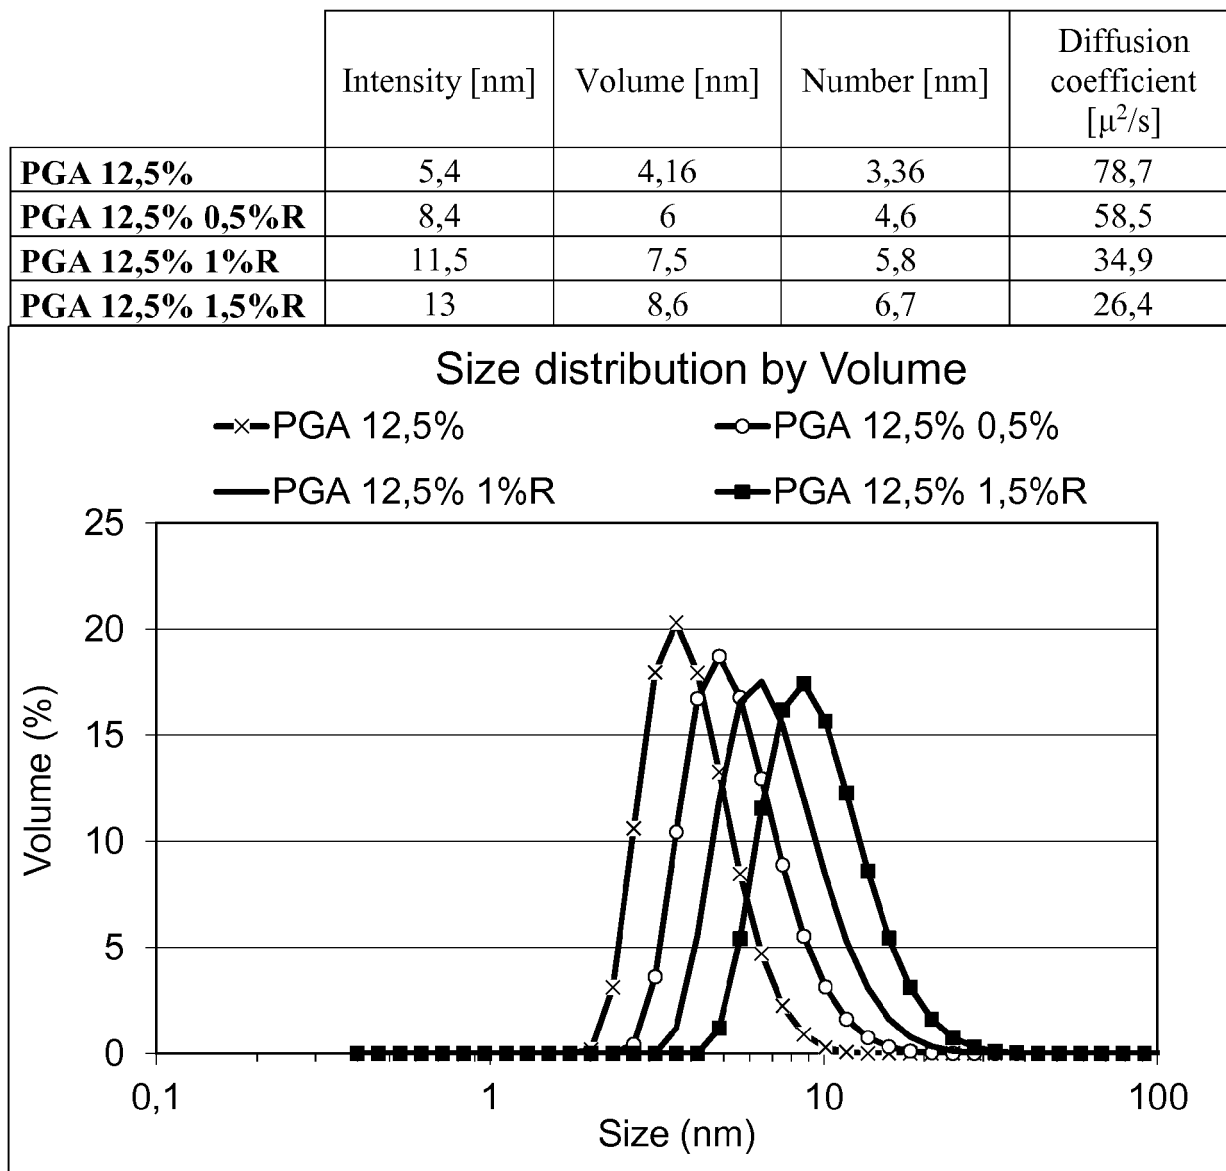 Intensity [nm] Volume [nm] Number [nm] Diffusion coefficient [μ²/s]
PGA 12,5% 5,4 4,16 3,36 78,7
PGA 12,5% 0,5%R 8,4 6 4,6 58,5
PGA 12,5% 1%R 11,5 7,5 5,8 34,9
PGA 12,5% 1,5%R 13 8,6 6,7 26,4
Size distribution by Volume
PGA 12,5% PGA 12,5% 0,5%
PGA 12,5% 1%R PGA 12,5% 1,5%R
25
20
15
10
5
0
Volume (%)
0,1 1 10 100
Size (nm)